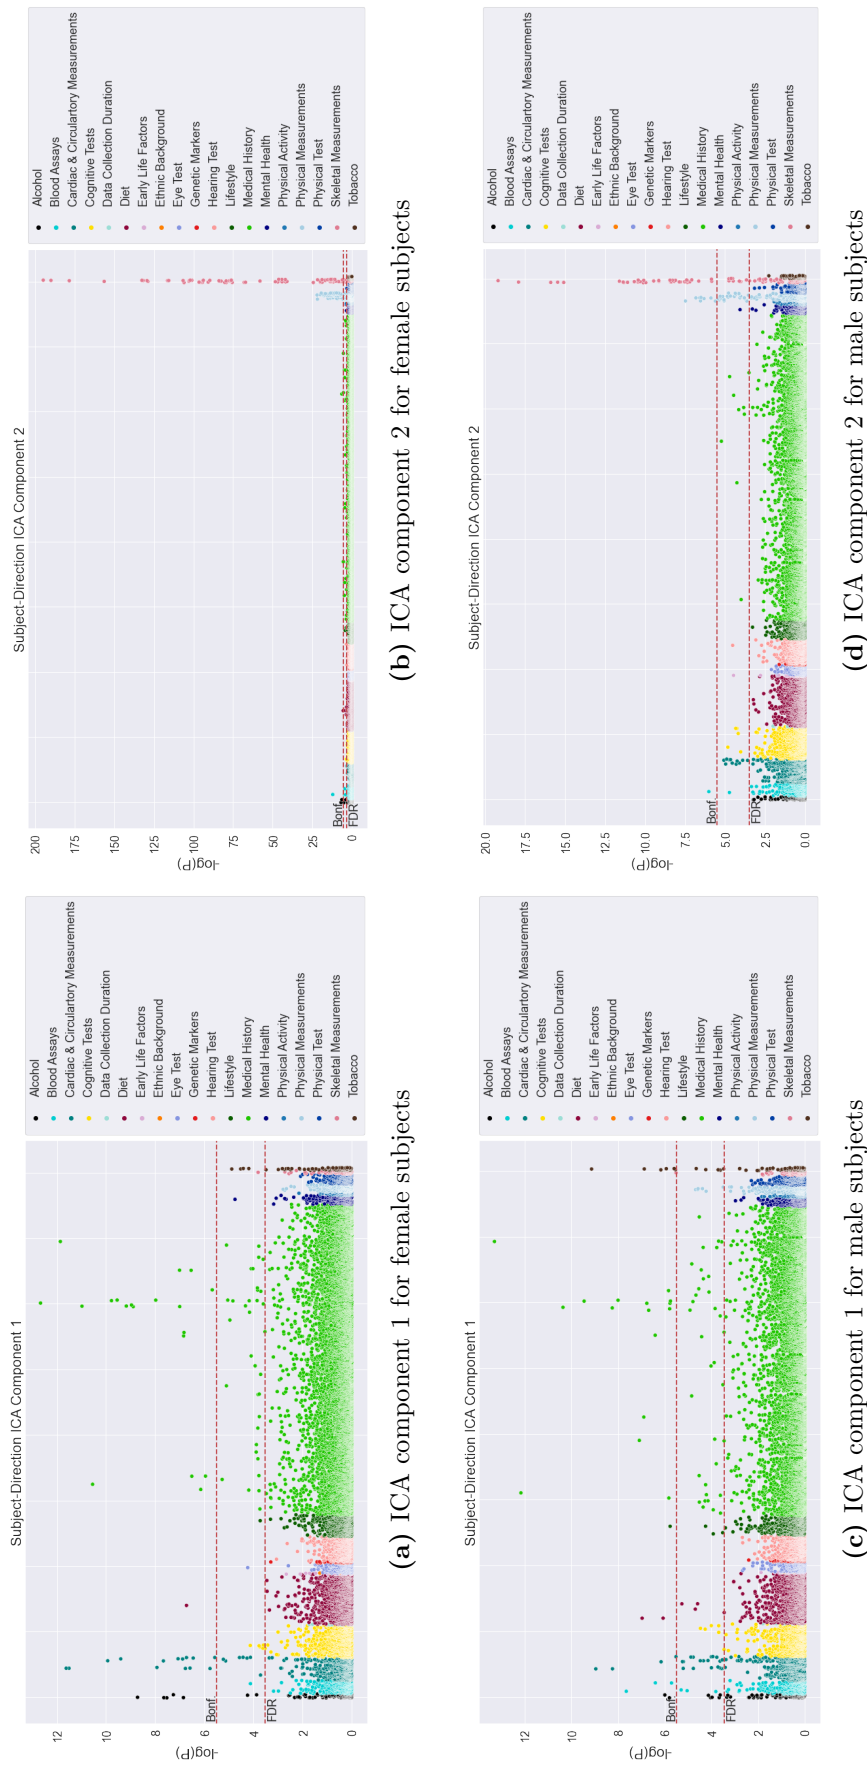 Subject-Direction ICA Component 1
-log(P)
12
10
8
6
4
2
0
Bonf.
FDR
Alcohol
Blood Assays
Cardiac & Circulartory Measurements
Cognitive Tests
Data Collection Duration
Diet
Early Life Factors
Ethnic Background
Eye Test
Genetic Markers
Hearing Test
Lifestyle
Medical History
Mental Health
Physical Activity
Physical Measurements
Physical Test
Skeletal Measurements
Tobacco
(a) ICA component 1 for female subjects
Subject-Direction ICA Component 2
-log(P)
200
175
150
125
100
75
50
25
0
Bonf.
FDR
Alcohol
Blood Assays
Cardiac & Circulartory Measurements
Cognitive Tests
Data Collection Duration
Diet
Early Life Factors
Ethnic Background
Eye Test
Genetic Markers
Hearing Test
Lifestyle
Medical History
Mental Health
Physical Activity
Physical Measurements
Physical Test
Skeletal Measurements
Tobacco
(b) ICA component 2 for female subjects
Subject-Direction ICA Component 1
-log(P)
12
10
8
6
4
2
0
Bonf.
FDR
Alcohol
Blood Assays
Cardiac & Circulartory Measurements
Cognitive Tests
Data Collection Duration
Diet
Early Life Factors
Ethnic Background
Eye Test
Genetic Markers
Hearing Test
Lifestyle
Medical History
Mental Health
Physical Activity
Physical Measurements
Physical Test
Skeletal Measurements
Tobacco
(c) ICA component 1 for male subjects
Subject-Direction ICA Component 2
-log(P)
20.0
17.5
15.0
12.5
10.0
7.5
5.0
2.5
0.0
Bonf.
FDR
Alcohol
Blood Assays
Cardiac & Circulartory Measurements
Cognitive Tests
Data Collection Duration
Diet
Early Life Factors
Ethnic Background
Eye Test
Genetic Markers
Hearing Test
Lifestyle
Medical History
Mental Health
Physical Activity
Physical Measurements
Physical Test
Skeletal Measurements
Tobacco
(d) ICA component 2 for male subjects